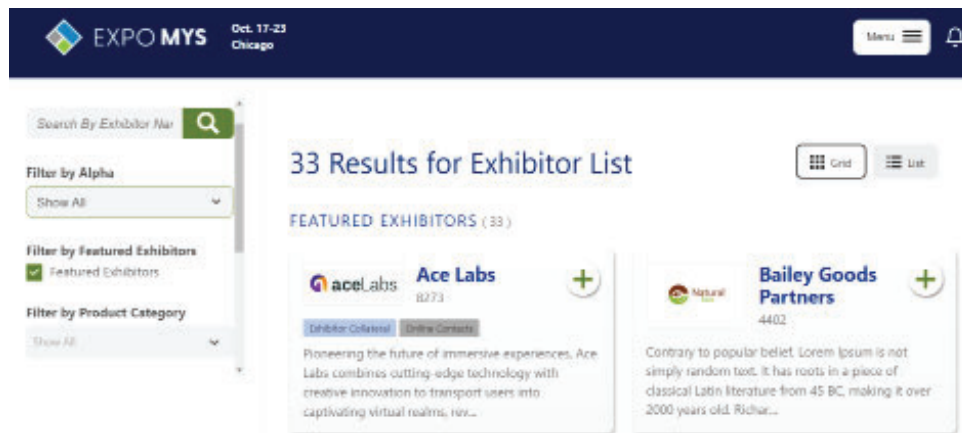 EXPO MYS
Oct. 17-23
Chicago
Menu
Search By Exhibitor Nar
Filter by Alpha
Show All
Filter by Featured Exhibitors
Featured Exhibitors
Filter by Product Category
Show All
33 Results for Exhibitor List
Grid
List
FEATURED EXHIBITORS (33)
aceLabs
Ace Labs
8273
Exhibitor Collateral
Online Contacts
Pioneering the future of immersive experiences, Ace
Labs combines cutting-edge technology with
creative innovation to transport users into
captivating virtual realms, rev...
Natural
Bailey Goods
Partners
4402
Contrary to popular belief, Lorem Ipsum is not
simply random text. It has roots in a piece of
classical Latin literature from 45 BC, making it over
2000 years old. Richar...